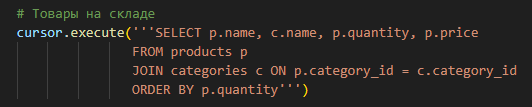 # Товары на складе
cursor.execute('''SELECT p.name, c.name, p.quantity, p.price
FROM products p
JOIN categories c ON p.category_id = c.category_id
ORDER BY p.quantity''')